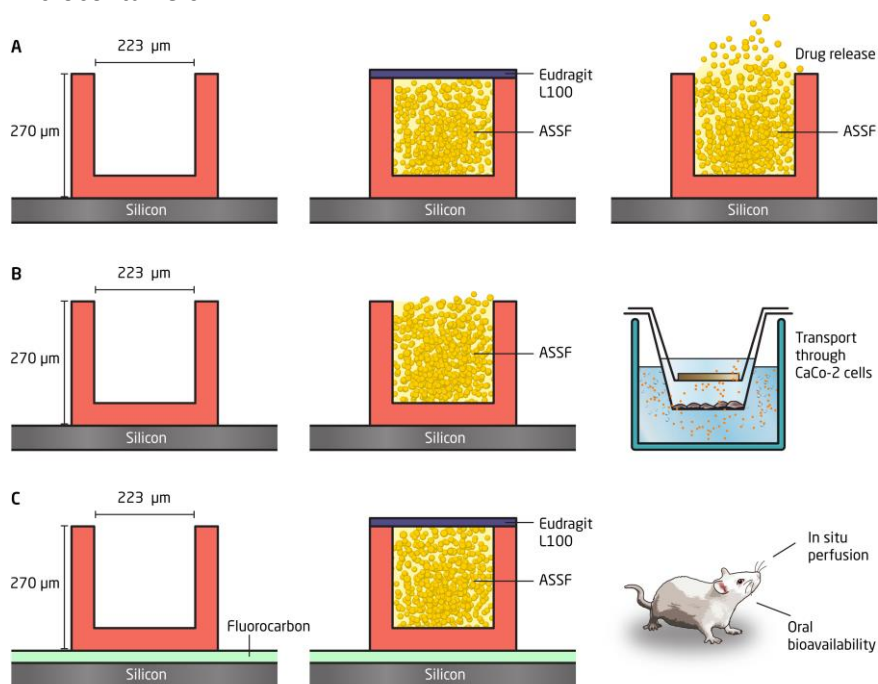 A
223 µm
270 µm
Silicon
Eudragit
L100
ASSF
Silicon
Drug release
ASSF
Silicon
B
223 µm
270 µm
Silicon
ASSF
Silicon
Transport
through
CaCo-2 cells
C
223 µm
270 µm
Fluorocarbon
Silicon
Eudragit
L100
ASSF
Silicon
In situ
perfusion
Oral
bioavailability